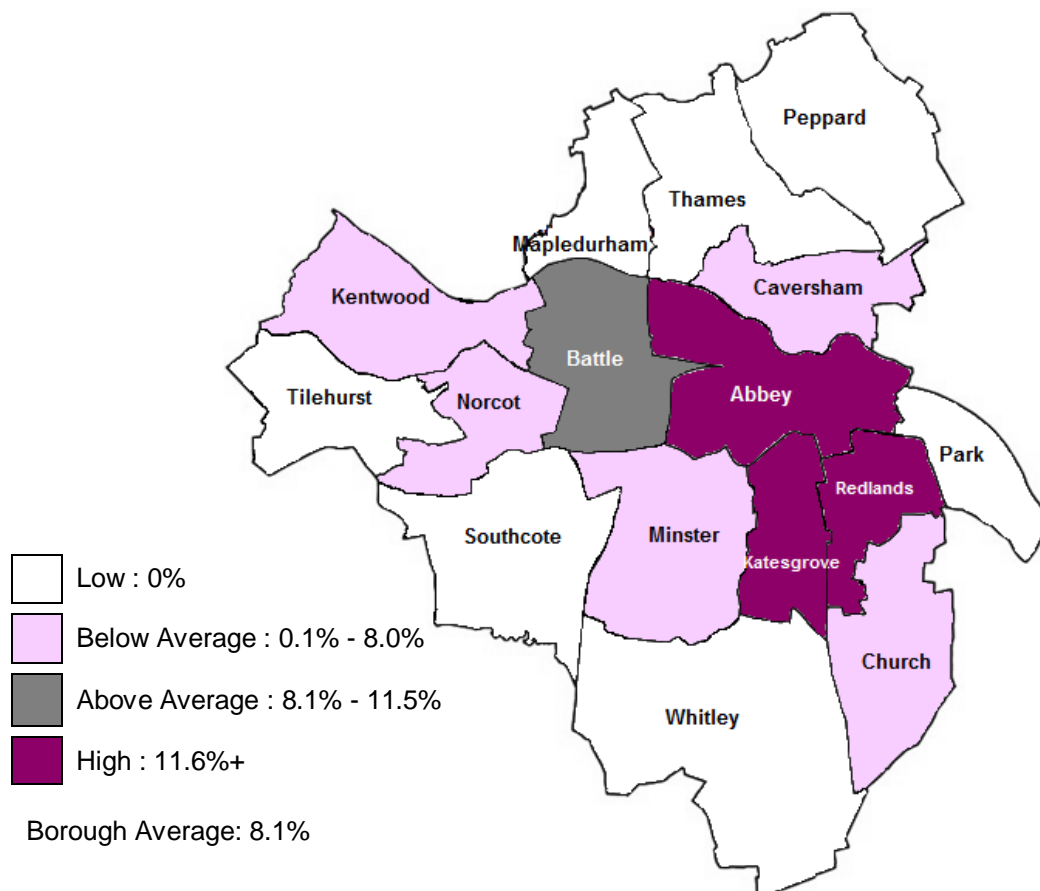 Peppard
Thames
Mapledurham
Caversham
Kentwood
Battle
Tilehurst
Norcot
Abbey
Park
Redlands
Southcote
Minster
Katesgrove
Church
Whitley
Low : 0%
Below Average : 0.1% - 8.0%
Above Average : 8.1% - 11.5%
High : 11.6%+
Borough Average: 8.1%